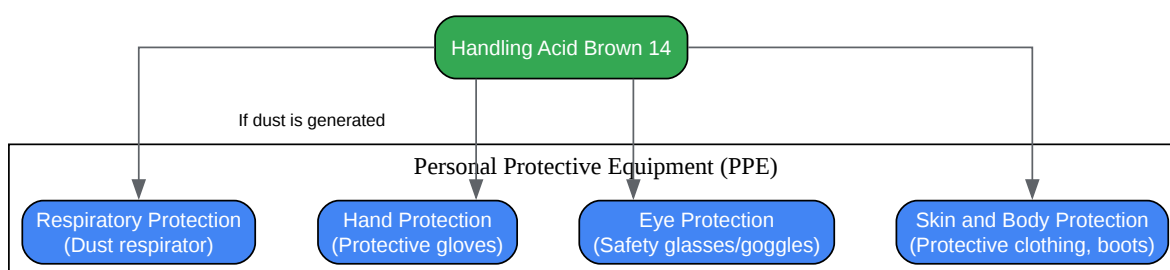 Handling Acid Brown 14
If dust is generated
Personal Protective Equipment (PPE)
Respiratory Protection
(Dust respirator)
Hand Protection
(Protective gloves)
Eye Protection
(Safety glasses/goggles)
Skin and Body Protection
(Protective clothing, boots)